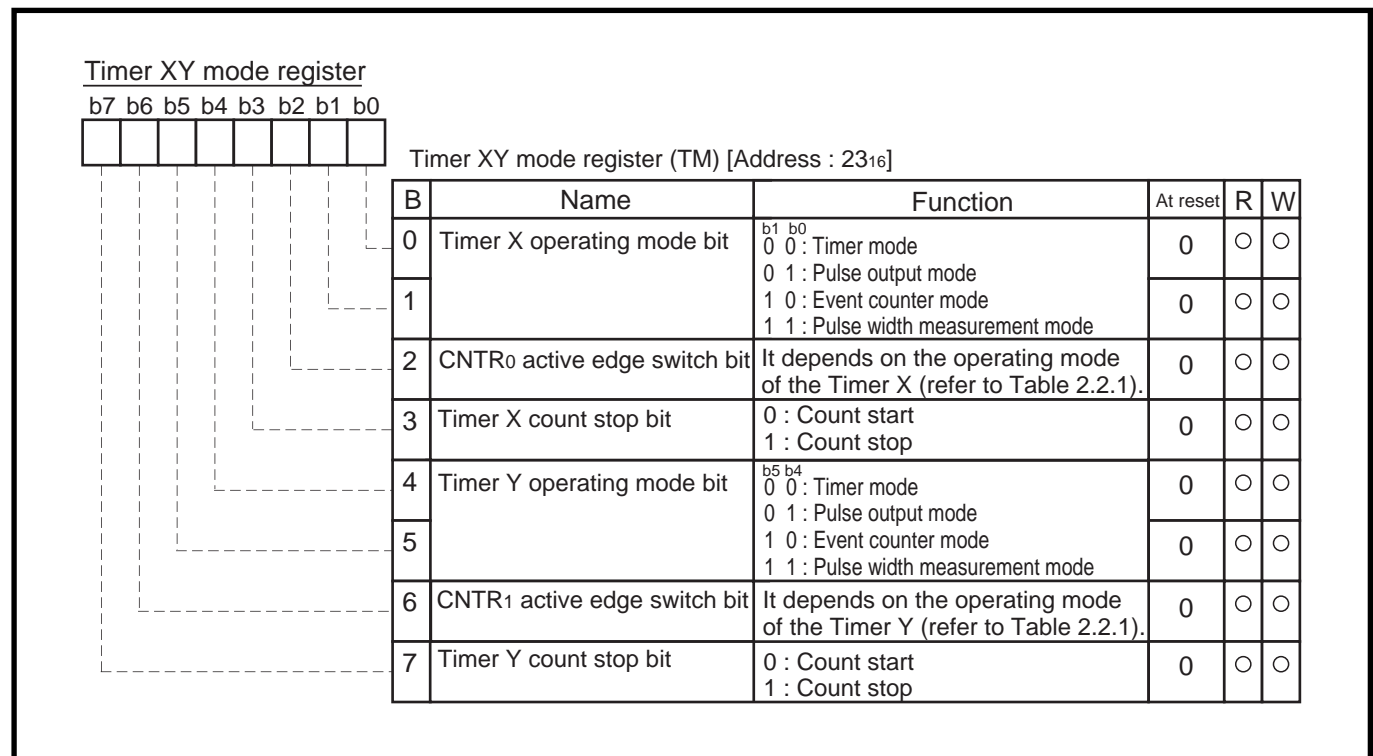 Timer XY mode register
b7 b6 b5 b4 b3 b2 b1 b0
Timer XY mode register (TM) [Address : 23₁₆]
B Name Function At reset R W
0 Timer X operating mode bit
b1 b0
0 0 : Timer mode
0 1 : Pulse output mode
0 ○ ○
1
1 0 : Event counter mode
1 1 : Pulse width measurement mode
0 ○ ○
2 CNTR₀ active edge switch bit It depends on the operating mode
of the Timer X (refer to Table 2.2.1).
0 ○ ○
3 Timer X count stop bit 0 : Count start
1 : Count stop
0 ○ ○
4 Timer Y operating mode bit
b5 b4
0 0 : Timer mode
0 1 : Pulse output mode
0 ○ ○
5
1 0 : Event counter mode
1 1 : Pulse width measurement mode
0 ○ ○
6 CNTR₁ active edge switch bit It depends on the operating mode
of the Timer Y (refer to Table 2.2.1).
0 ○ ○
7 Timer Y count stop bit 0 : Count start
1 : Count stop
0 ○ ○